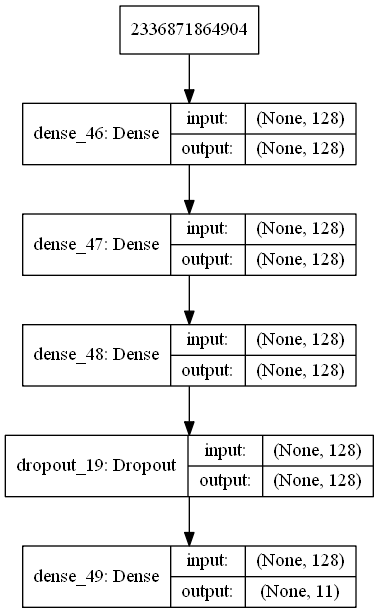 2336871864904
dense_46: Dense
input: (None, 128)
output: (None, 128)
dense_47: Dense
input: (None, 128)
output: (None, 128)
dense_48: Dense
input: (None, 128)
output: (None, 128)
dropout_19: Dropout
input: (None, 128)
output: (None, 128)
dense_49: Dense
input: (None, 128)
output: (None, 11)